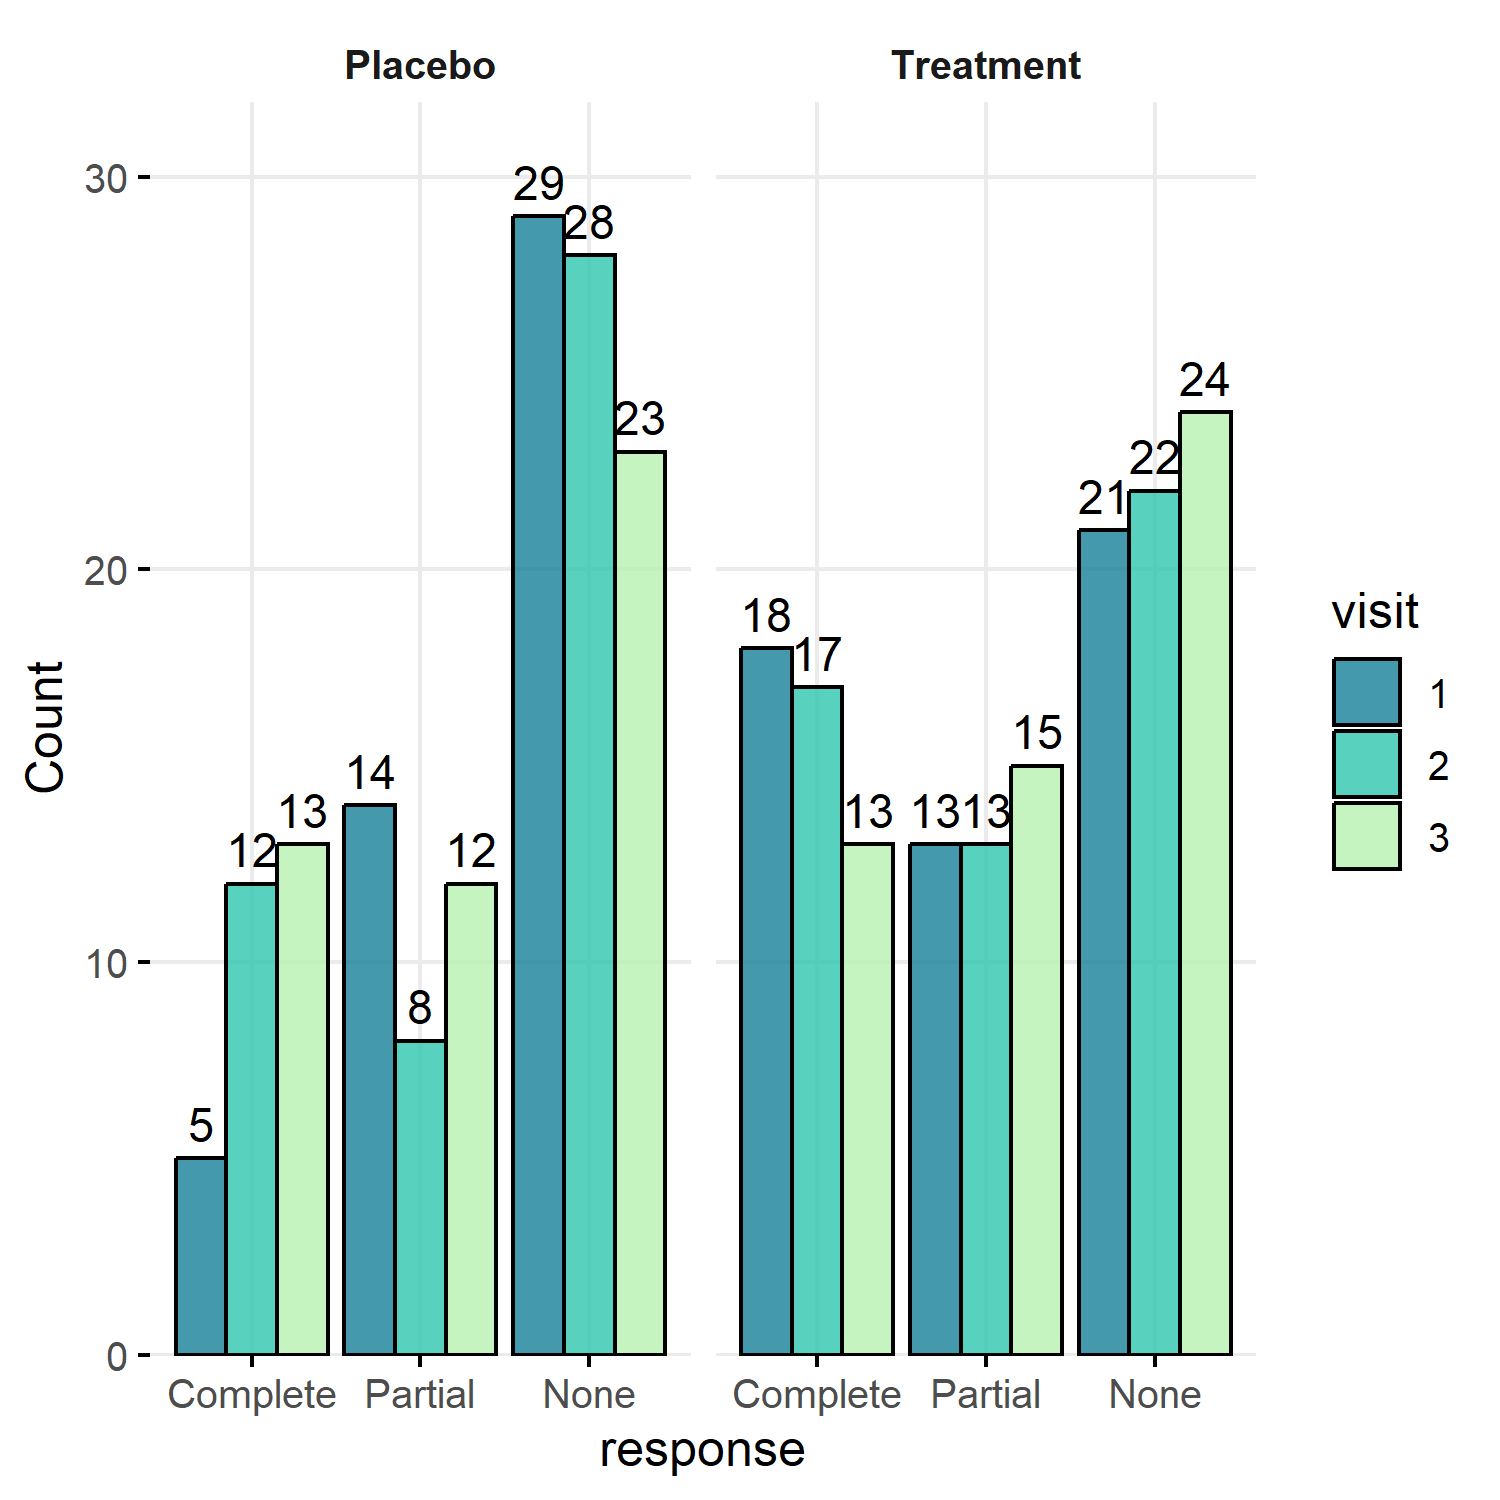 Placebo Treatment
30
20
10
0
Count
5 12 13 14 8 12 29 28 23
18 17 13 13 13 15 21 22 24
Complete Partial None Complete Partial None
response
visit
1
2
3